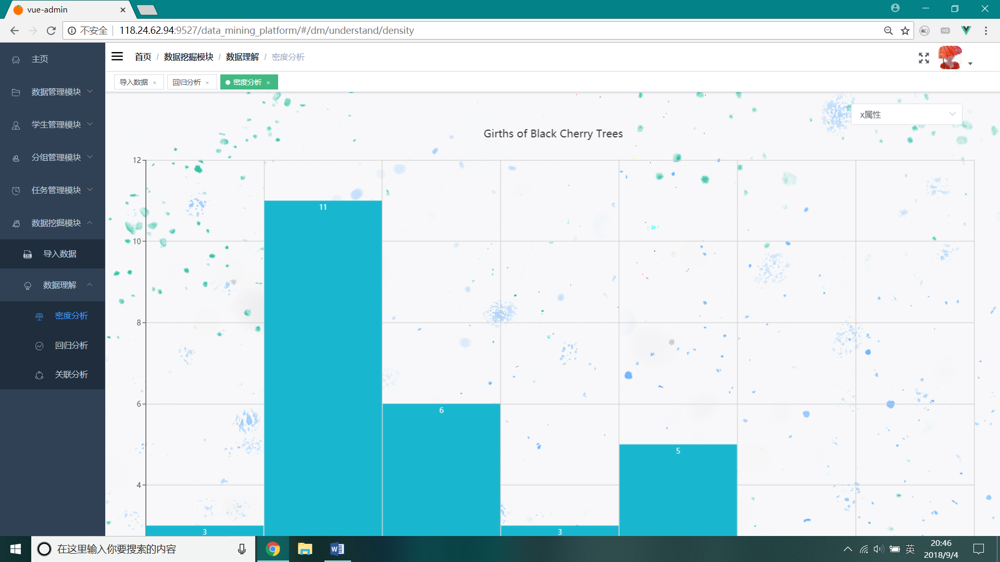 vue-admin
不安全 118.24.62.94:9527/data_mining_platform/#/dm/understand/density
HD
主页
数据管理模块
学生管理模块
分组管理模块
任务管理模块
数据挖掘模块
导入数据
数据理解
密度分析
回归分析
关联分析
首页 / 数据挖掘模块 / 数据理解 / 密度分析
导入数据 × 回归分析 × 密度分析 ×
x属性
Girths of Black Cherry Trees
12
10
8
6
4
11
6
5
3
3
在这里输入你要搜索的内容
英
20:46
2018/9/4